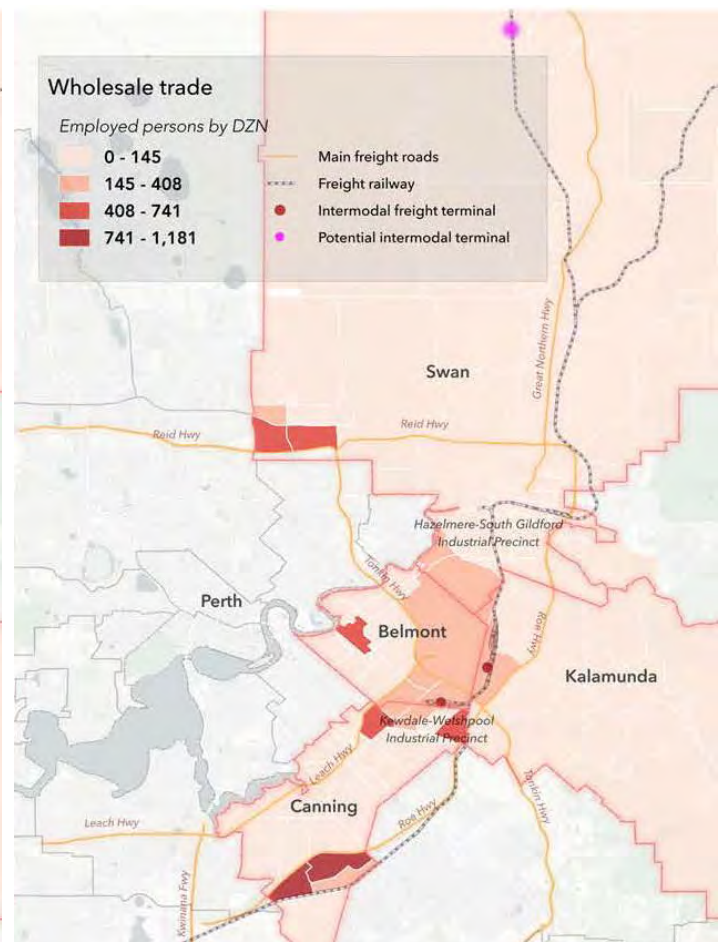 Wholesale trade
Employed persons by DZN
0 - 145
145 - 408
408 - 741
741 - 1,181
Main freight roads
Freight railway
Intermodal freight terminal
Potential intermodal terminal
Great Northern Hwy
Swan
Reid Hwy
Reid Hwy
Hazelmere-South Gildford
Industrial Precinct
Tonkin Hwy
Perth
Belmont
Roe Hwy
Kalamunda
Kewdale-Welshpool
Industrial Precinct
Leach Hwy
Canning
Roe Hwy
Tonkin Hwy
Leach Hwy
Kwinana Fwy